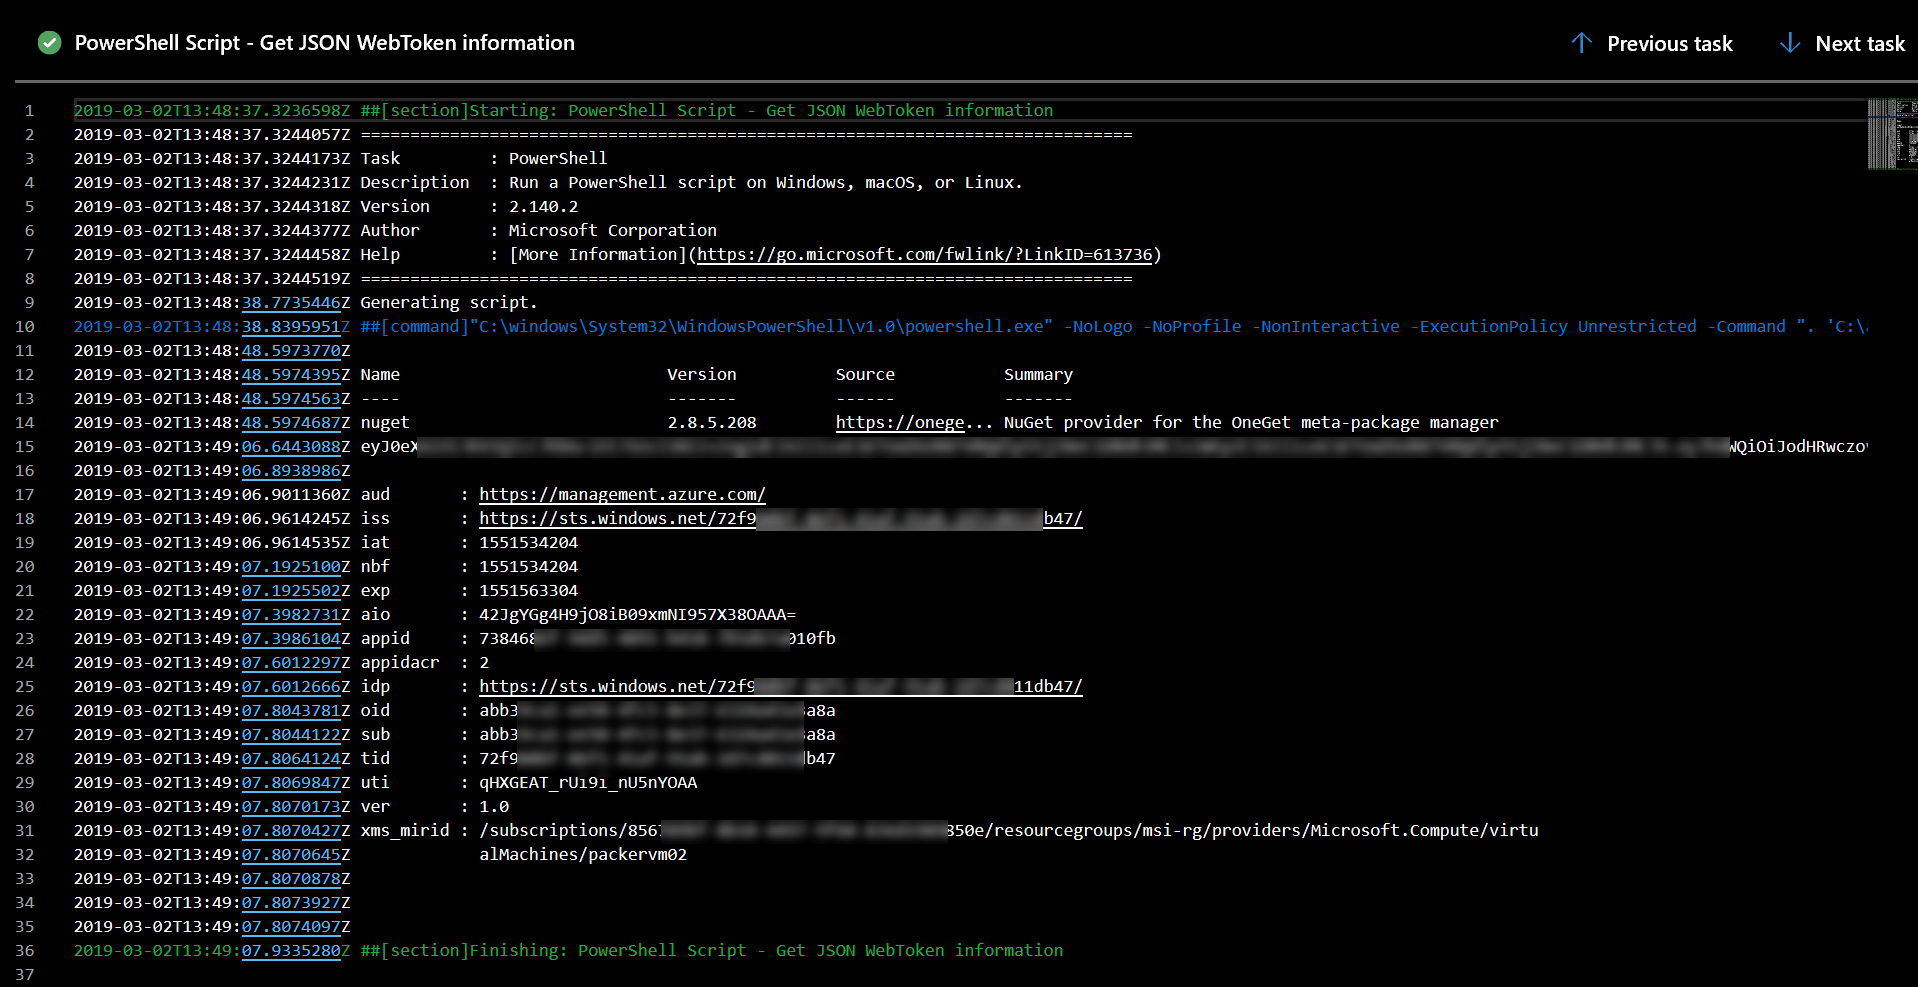 PowerShell Script - Get JSON WebToken information
Previous task
Next task
1 2019-03-02T13:48:37.3236598Z ##[section]Starting: PowerShell Script - Get JSON WebToken information
2 2019-03-02T13:48:37.3244057Z ==============================================================================
3 2019-03-02T13:48:37.3244173Z Task         : PowerShell
4 2019-03-02T13:48:37.3244231Z Description  : Run a PowerShell script on Windows, macOS, or Linux.
5 2019-03-02T13:48:37.3244318Z Version      : 2.140.2
6 2019-03-02T13:48:37.3244377Z Author       : Microsoft Corporation
7 2019-03-02T13:48:37.3244458Z Help         : [More Information](https://go.microsoft.com/fwlink/?LinkID=613736)
8 2019-03-02T13:48:37.3244519Z ==============================================================================
9 2019-03-02T13:48:38.7735446Z Generating script.
10 2019-03-02T13:48:38.8395951Z ##[command]"C:\windows\System32\WindowsPowerShell\v1.0\powershell.exe" -NoLogo -NoProfile -NonInteractive -ExecutionPolicy Unrestricted -Command ". 'C:\
11 2019-03-02T13:48:48.5973770Z
12 2019-03-02T13:48:48.5974395Z Name                           Version          Source           Summary
13 2019-03-02T13:48:48.5974563Z ----                           -------          ------           -------
14 2019-03-02T13:48:48.5974687Z nuget                          2.8.5.208        https://onege... NuGet provider for the OneGet meta-package manager
15 2019-03-02T13:49:06.6443088Z eyJ0eX WQiOiJodHRwczov
16 2019-03-02T13:49:06.8938986Z
17 2019-03-02T13:49:06.9011360Z aud       : https://management.azure.com/
18 2019-03-02T13:49:06.9614245Z iss       : https://sts.windows.net/72f9 b47/
19 2019-03-02T13:49:06.9614535Z iat       : 1551534204
20 2019-03-02T13:49:07.1925100Z nbf       : 1551534204
21 2019-03-02T13:49:07.1925502Z exp       : 1551563304
22 2019-03-02T13:49:07.3982731Z aio       : 42JgYGg4H9jO8iB09xmNI957X38OAAA=
23 2019-03-02T13:49:07.3986104Z appid     : 738468 010fb
24 2019-03-02T13:49:07.6012297Z appidacr  : 2
25 2019-03-02T13:49:07.6012666Z idp       : https://sts.windows.net/72f9 11db47/
26 2019-03-02T13:49:07.8043781Z oid       : abb3 a8a
27 2019-03-02T13:49:07.8044122Z sub       : abb3 a8a
28 2019-03-02T13:49:07.8064124Z tid       : 72f9 db47
29 2019-03-02T13:49:07.8069847Z uti       : qHXGEAT_rUi9i_nU5nYOAA
30 2019-03-02T13:49:07.8070173Z ver       : 1.0
31 2019-03-02T13:49:07.8070427Z xms_mirid : /subscriptions/8567 850e/resourcegroups/msi-rg/providers/Microsoft.Compute/virtu
32 2019-03-02T13:49:07.8070645Z             alMachines/packervm02
33 2019-03-02T13:49:07.8070878Z
34 2019-03-02T13:49:07.8073927Z
35 2019-03-02T13:49:07.8074097Z
36 2019-03-02T13:49:07.9335280Z ##[section]Finishing: PowerShell Script - Get JSON WebToken information
37